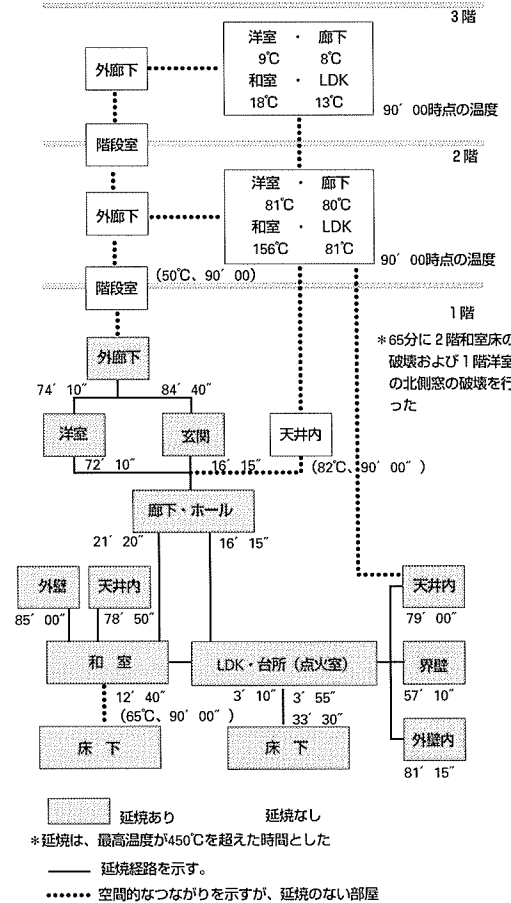 3階
洋室 ・ 廊下
9℃ 8℃
和室 ・ LDK
18℃ 13℃
90′ 00時点の温度
外廊下
階段室
2階
洋室 ・ 廊下
81℃ 80℃
和室 ・ LDK
156℃ 81℃
90′ 00時点の温度
外廊下
階段室
(50℃、90′ 00)
1階
*65分に2階和室床の
破壊および1階洋室
の北側窓の破壊を行
った
外廊下
74′ 10″ 84′ 40″
洋室 玄関 天井内
72′ 10″ 16′ 15″ (82℃、90′ 00″ )
廊下・ホール
21′ 20″ 16′ 15″
外壁 天井内 天井内
85′ 00″ 78′ 50″ 79′ 00″
和 室 LDK・台所(点火室) 界壁
12′ 40″ 3′ 10″ 3′ 55″ 57′ 10″
(65℃、90′ 00″ ) 33′ 30″
床 下 床 下 外壁内
81′ 15″
延焼あり 延焼なし
*延焼は、最高温度が450℃を超えた時間とした
延焼経路を示す。
空間的なつながりを示すが、延焼のない部屋